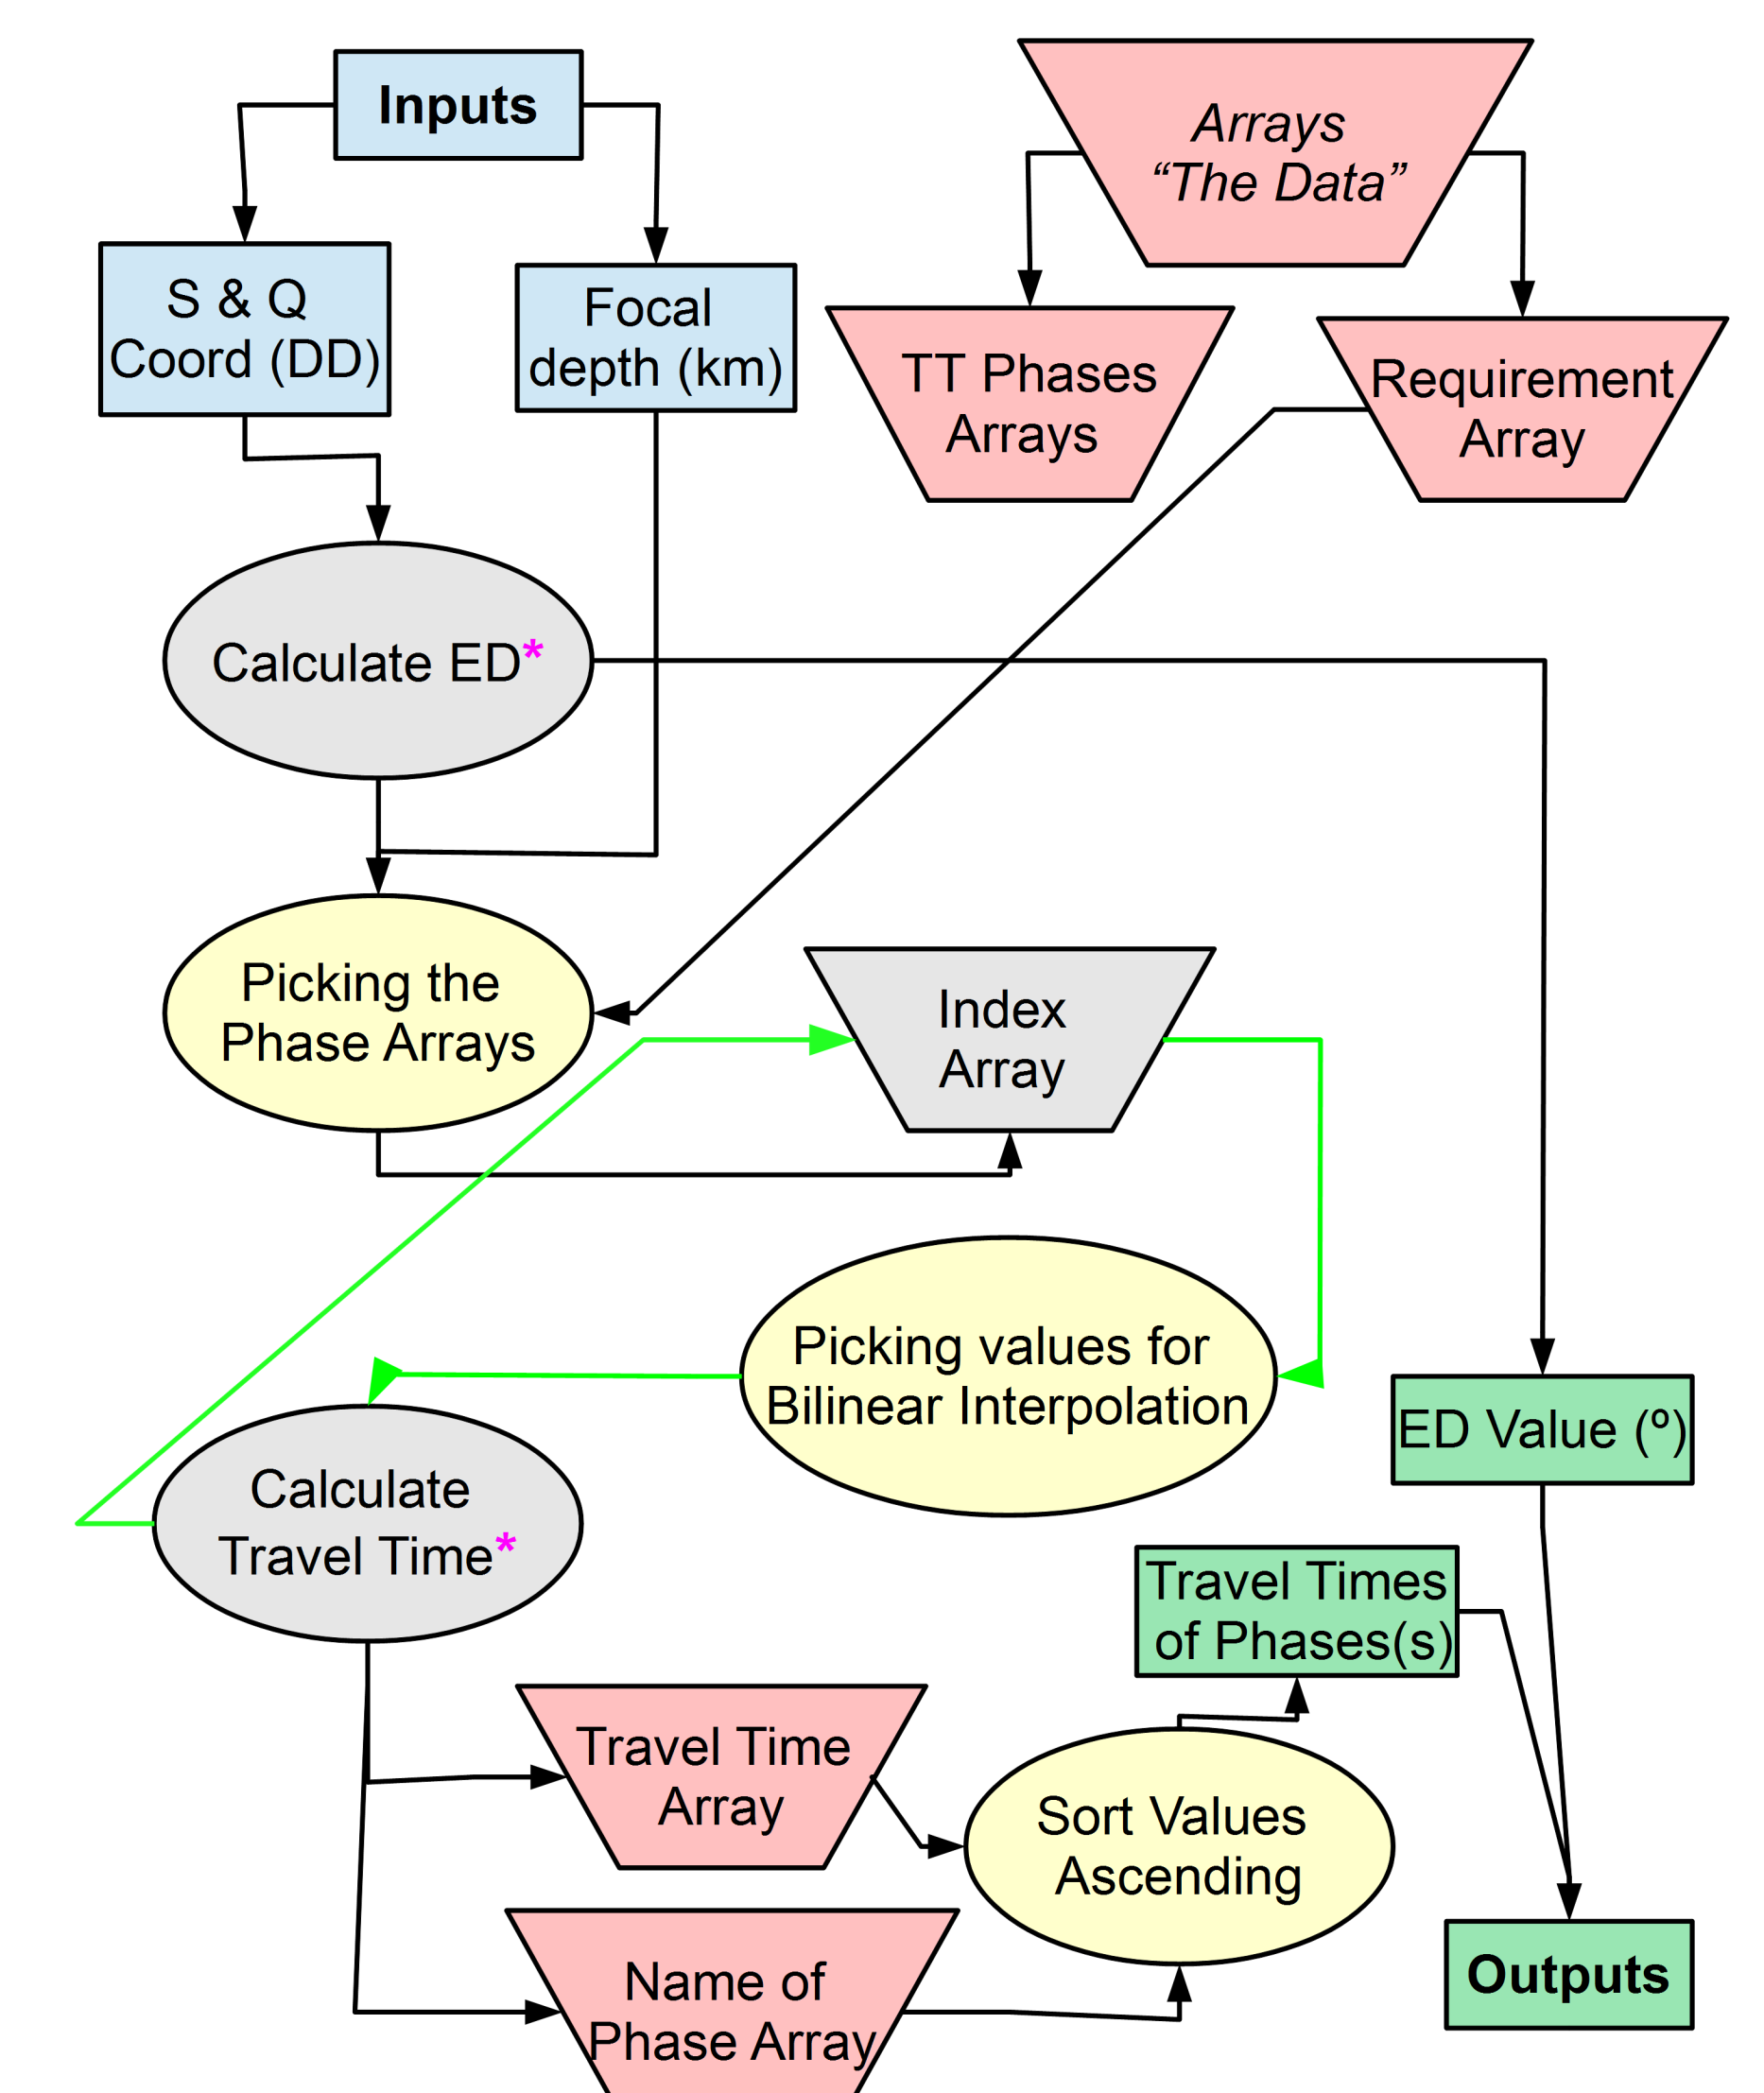 Inputs
Arrays
“The Data”
S & Q
Coord (DD)
Focal
depth (km)
TT Phases
Arrays
Requirement
Array
Calculate ED*
Picking the
Phase Arrays
Index
Array
Picking values for
Bilinear Interpolation
ED Value (º)
Calculate
Travel Time*
Travel Times
of Phases(s)
Travel Time
Array
Sort Values
Ascending
Name of
Phase Array
Outputs